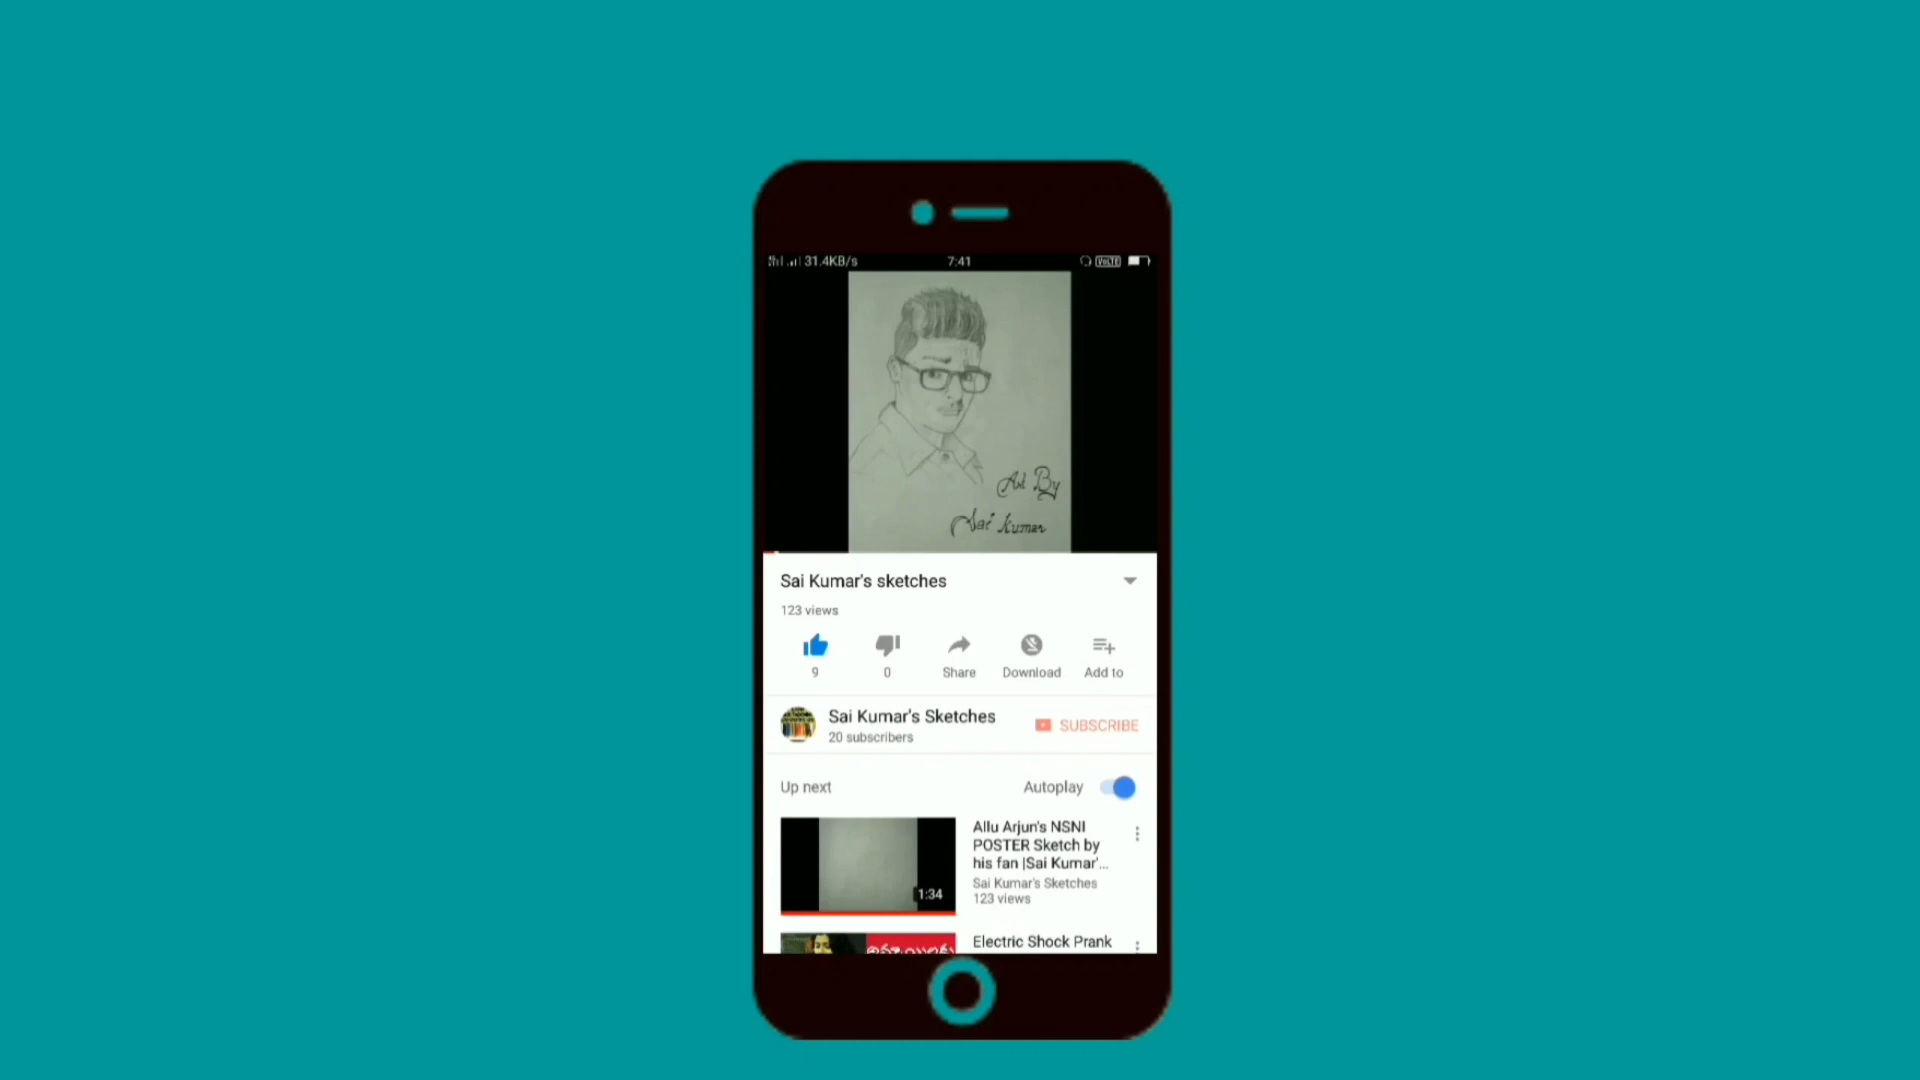 31.4KB/s 7:41 VoLTE
Art By
Sai Kumar
Sai Kumar's sketches
123 views
9 0 Share Download Add to
Sai Kumar's Sketches
20 subscribers
SUBSCRIBE
Up next Autoplay
Allu Arjun's NSNI
POSTER Sketch by
his fan |Sai Kumar'...
Sai Kumar's Sketches
123 views
1:34
Electric Shock Prank